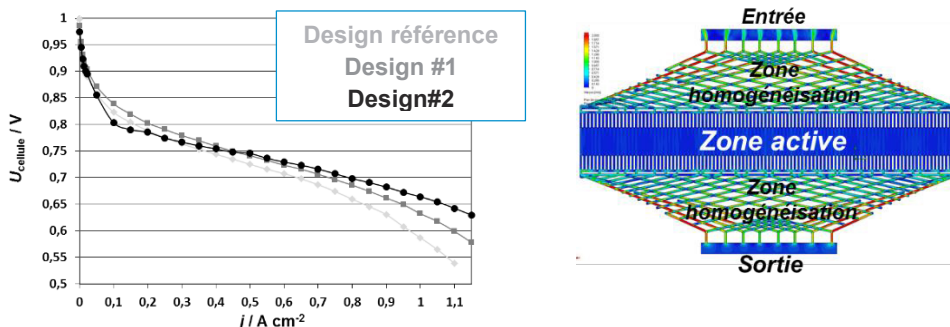 Design référence
Design #1
Design#2
U cellule / V
1
0,95
0,9
0,85
0,8
0,75
0,7
0,65
0,6
0,55
0,5
0
0,1
0,2
0,3
0,4
0,5
0,6
0,7
0,8
0,9
1
1,1
j / A cm-2
Entrée
Zone
homogénéisation
Zone active
Zone
homogénéisation
Sortie